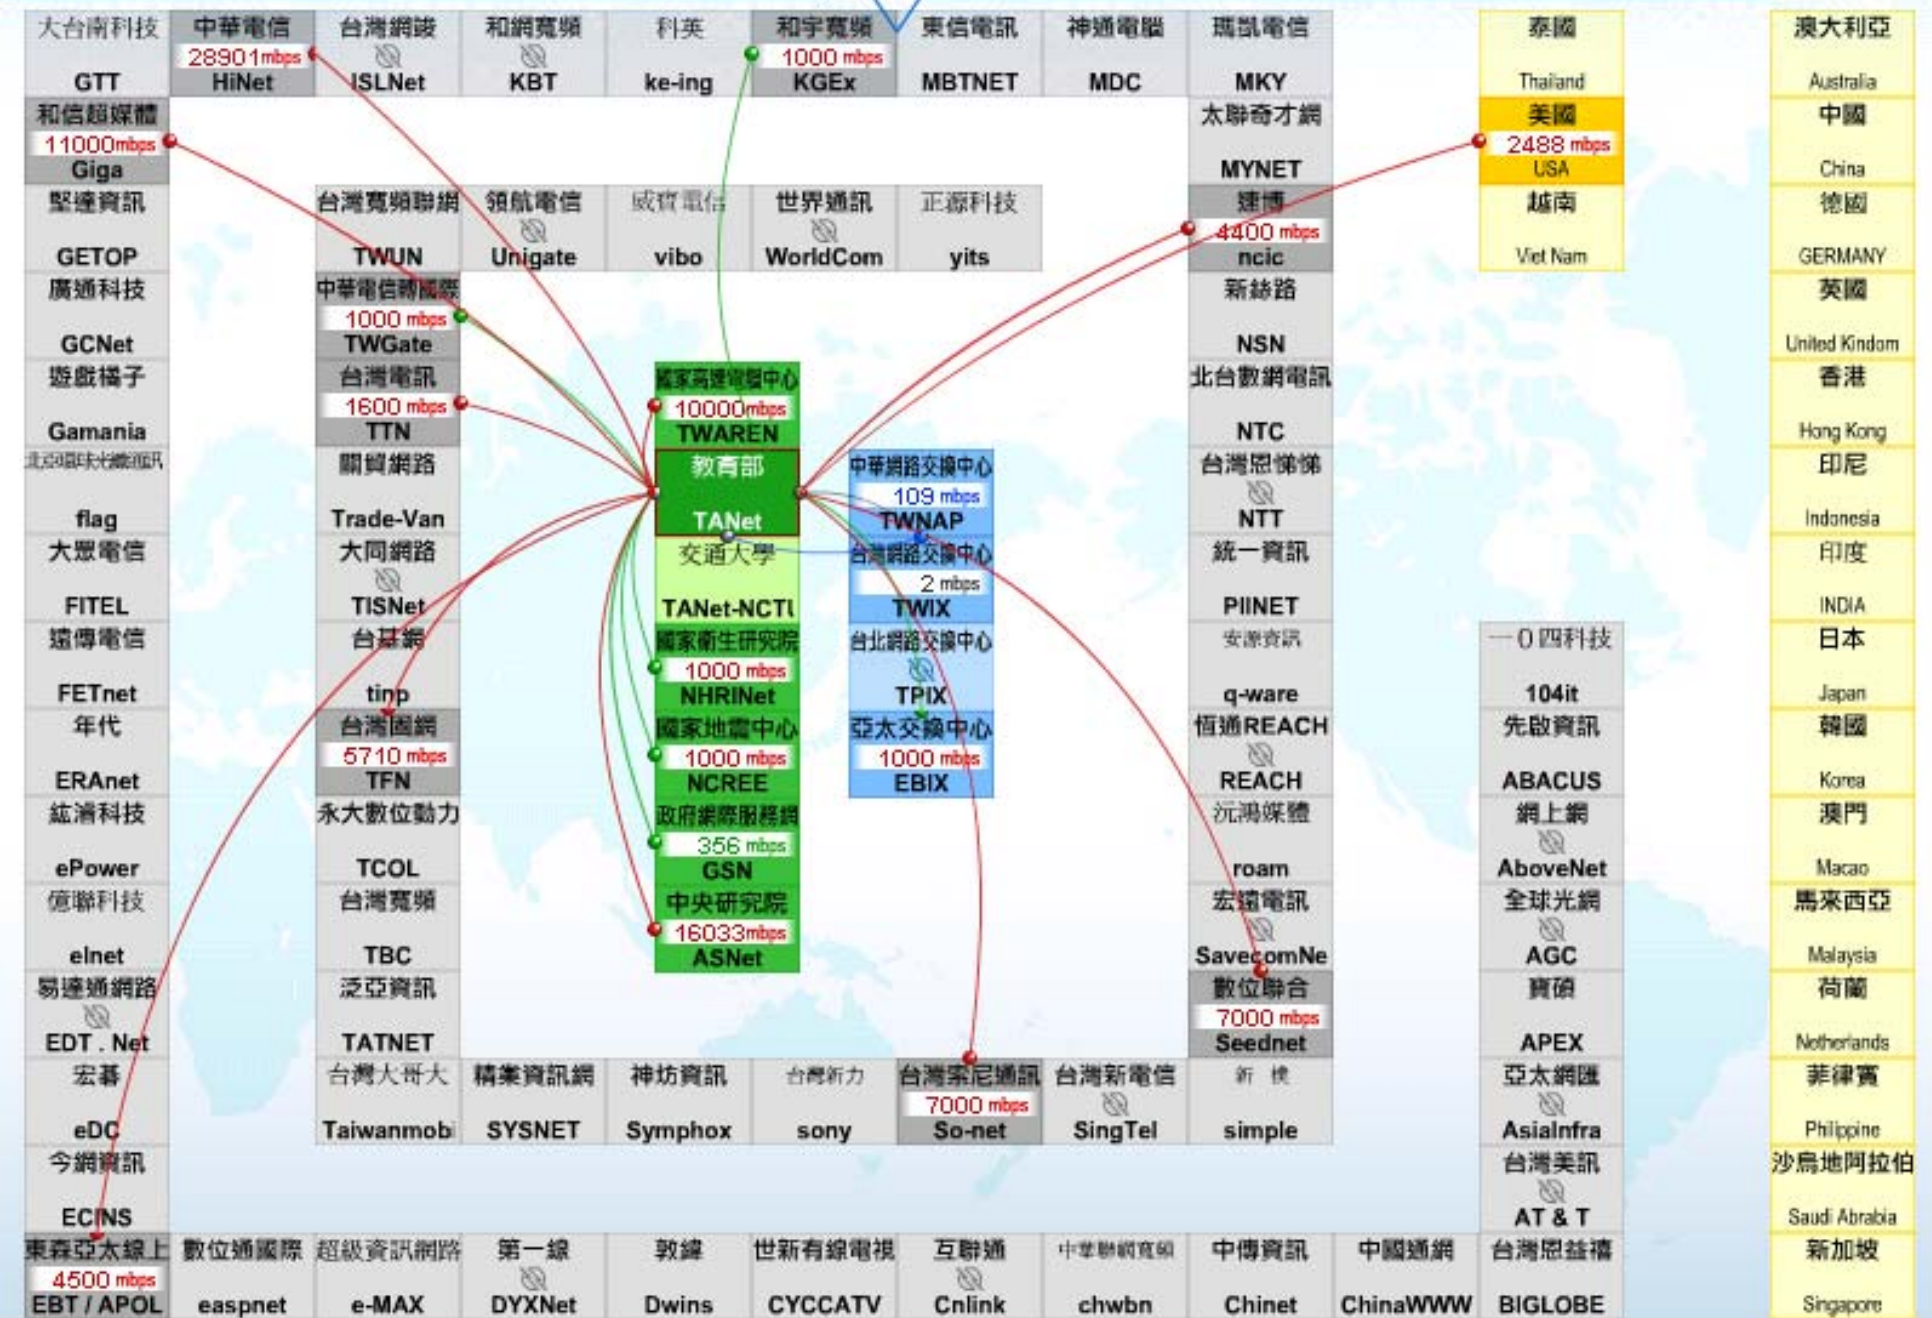 大台南科技
GTT
中華電信
28901mbps
HiNet
台灣網竣
ISLNet
和網寬頻
KBT
科英
ke-ing
和宇寬頻
1000 mbps
KGEx
東信電訊
MBTNET
神通電腦
MDC
瑪凱電信
MKY
泰國
Thailand
澳大利亞
Australia
和信超媒體
11000mbps
Giga
太聯奇才網
MYNET
美國
2488 mbps
USA
中國
China
堅達資訊
GETOP
台灣寬頻聯網
TWUN
領航電信
Unigate
威寶電信
vibo
世界通訊
WorldCom
正源科技
yits
速博
4400 mbps
ncic
越南
Viet Nam
德國
GERMANY
廣通科技
GCNet
中華電信轉國際
1000 mbps
TWGate
新絲路
NSN
英國
United Kindom
遊戲橘子
Gamania
台灣電訊
1600 mbps
TTN
國家高速電腦中心
10000mbps
TWAREN
北台數網電訊
NTC
香港
Hong Kong
flag
關貿網路
Trade-Van
教育部
TANet
中華網路交換中心
109 mbps
TWNAP
台灣恩悌悌
NTT
印尼
Indonesia
大眾電信
FITEL
大同網路
TISNet
交通大學
TANet-NCTU
台灣網路交換中心
2 mbps
TWIX
統一資訊
PIINET
印度
INDIA
遠傳電信
FETnet
台基網
tinp
國家衛生研究院
1000 mbps
NHRINet
台北網路交換中心
TPIX
安源資訊
q-ware
一０四科技
104it
日本
Japan
年代
ERAnet
台灣固網
5710 mbps
TFN
國家地震中心
1000 mbps
NCREE
亞太交換中心
1000 mbps
EBIX
恆通REACH
REACH
先啟資訊
ABACUS
韓國
Korea
紘濬科技
ePower
永大數位動力
TCOL
政府網際服務網
356 mbps
GSN
沅鴻媒體
roam
網上網
AboveNet
澳門
Macao
億聯科技
elnet
台灣寬頻
TBC
中央研究院
16033mbps
ASNet
宏遠電訊
SavecomNe
全球光網
AGC
馬來西亞
Malaysia
易達通網路
EDT . Net
泛亞資訊
TATNET
數位聯合
7000 mbps
Seednet
寶碩
APEX
荷蘭
Netherlands
宏碁
eDC
台灣大哥大
Taiwanmobi
精業資訊網
SYSNET
神坊資訊
Symphox
台灣新力
sony
台灣索尼通訊
7000 mbps
So-net
台灣新電信
SingTel
simple
亞太網匯
AsiaInfra
菲律賓
Philippine
今網資訊
ECINS
台灣美訊
AT & T
沙烏地阿拉伯
Saudi Abrabia
東森亞太線上
4500 mbps
EBT / APOL
數位通國際
easpnet
超級資訊網路
e-MAX
第一線
DYXNet
敦緯
Dwins
世新有線電視
CYCCATV
互聯通
Cnlink
中華聯網寬頻
chwbn
中傳資訊
Chinet
中國通網
ChinaWWW
台灣恩益禧
BIGLOBE
新加坡
Singapore